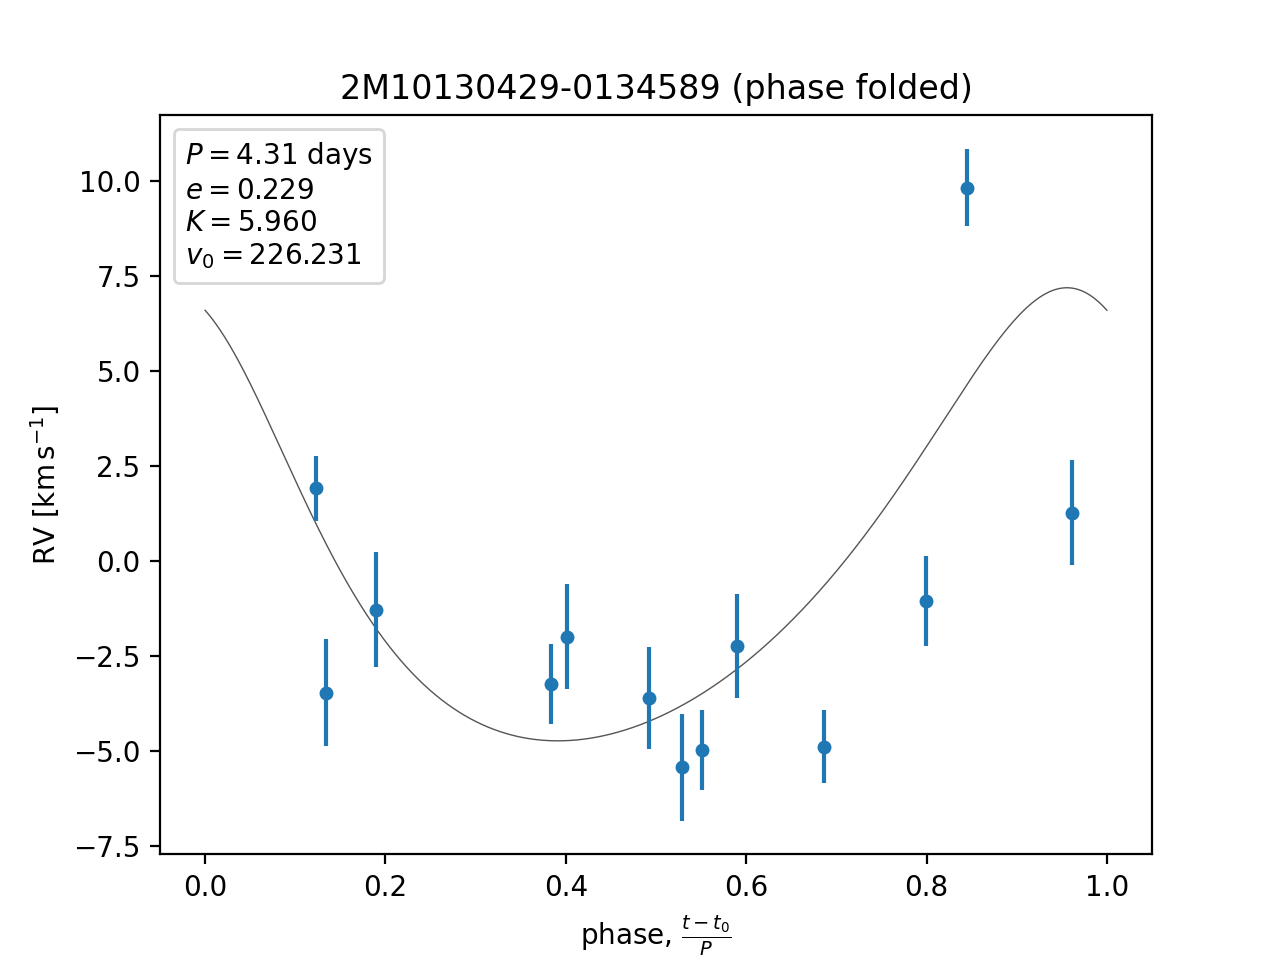 2M10130429-0134589 (phase folded)
P = 4.31 days
e = 0.229
K = 5.960
v₀ = 226.231
10.0
7.5
5.0
2.5
0.0
−2.5
−5.0
−7.5
RV [km s⁻¹]
0.0 0.2 0.4 0.6 0.8 1.0
phase, (t − t₀)/P